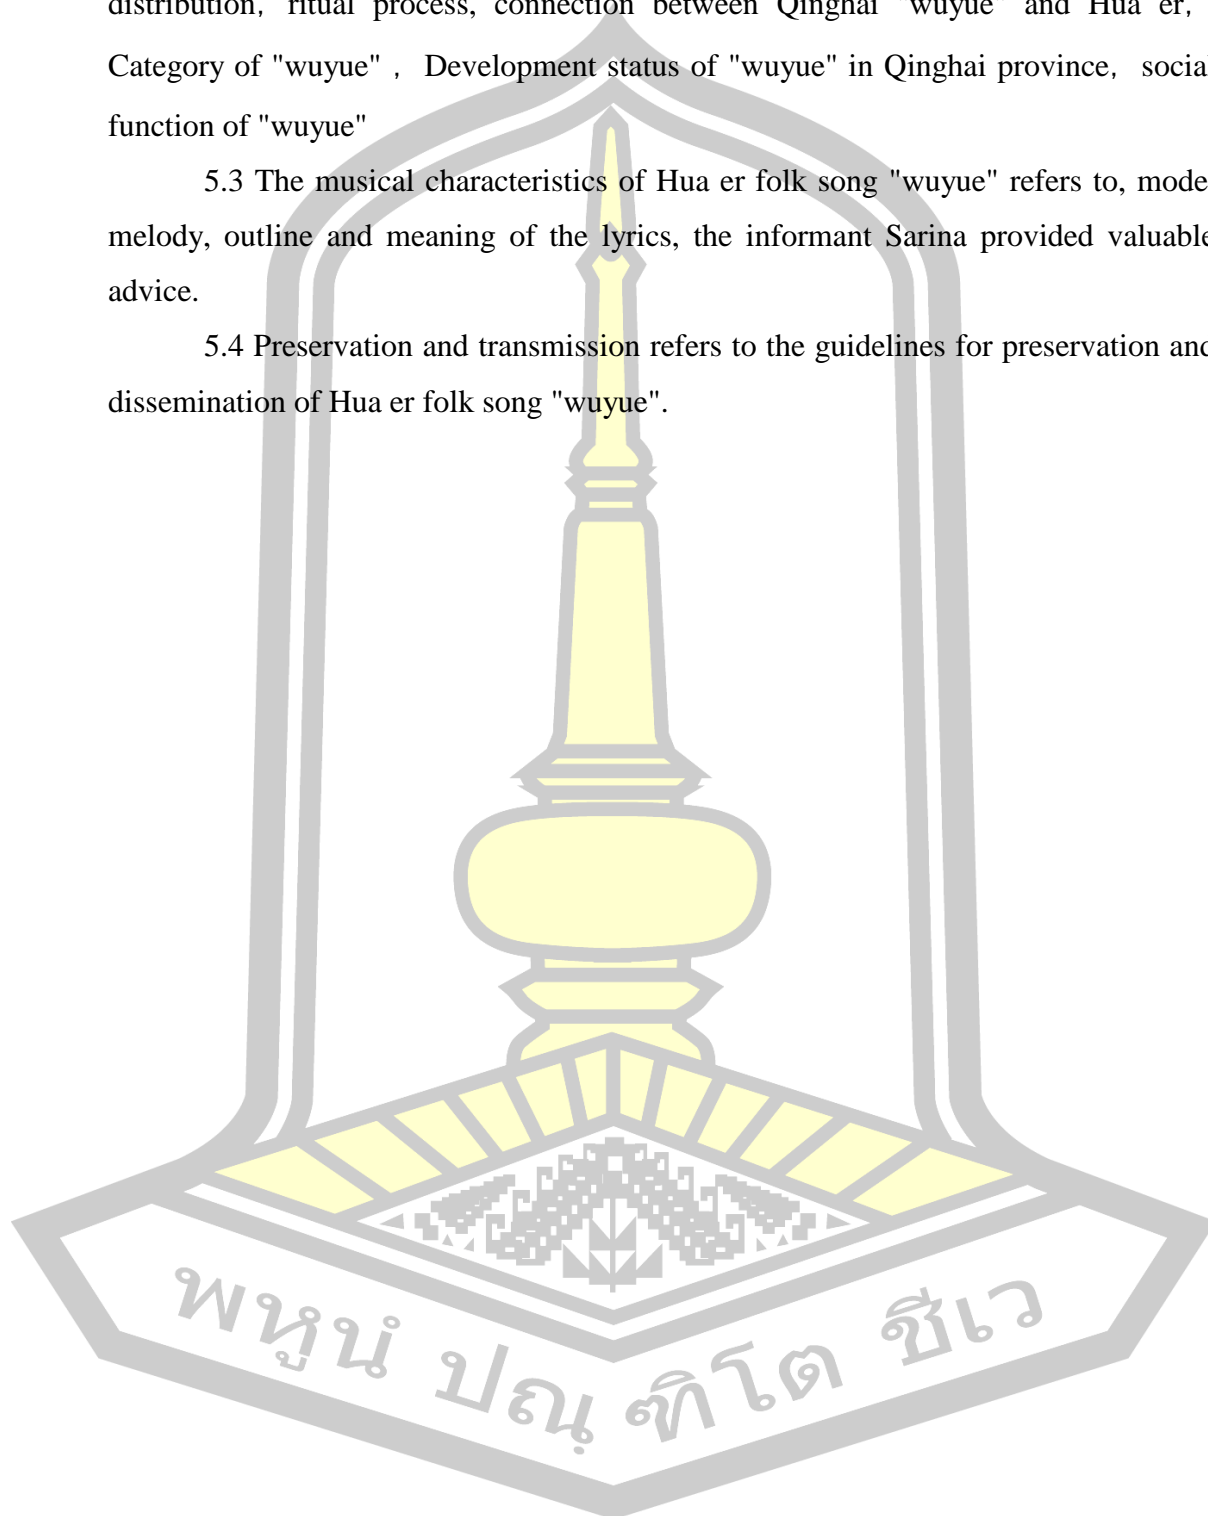 distribution, ritual process, connection between Qinghai "wuyue" and Hua er,
Category of "wuyue" , Development status of "wuyue" in Qinghai province, social
function of "wuyue"
5.3 The musical characteristics of Hua er folk song "wuyue" refers to, mode,
melody, outline and meaning of the lyrics, the informant Sarina provided valuable
advice.
5.4 Preservation and transmission refers to the guidelines for preservation and
dissemination of Hua er folk song "wuyue".
พหูนํ ปณฺฑิโต ชีเว